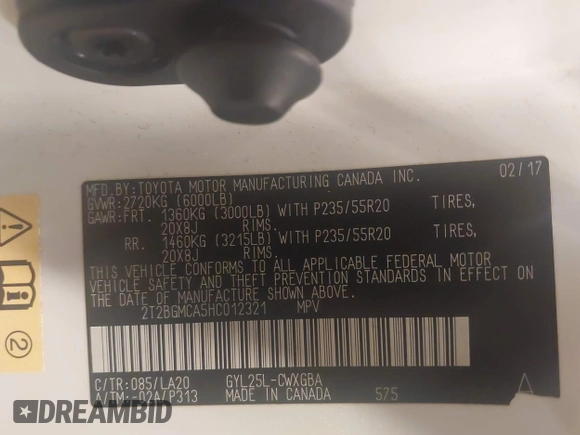 MFD.BY:TOYOTA MOTOR MANUFACTURING CANADA INC. 02/17
GVWR:2720KG (6000LB)
GAWR:FRT. 1360KG (3000LB) WITH P235/55R20 TIRES,
20X8J RIMS.
RR. 1460KG (3215LB) WITH P235/55R20 TIRES,
20X8J RIMS.
THIS VEHICLE CONFORMS TO ALL APPLICABLE FEDERAL MOTOR
VEHICLE SAFETY AND THEFT PREVENTION STANDARDS IN EFFECT ON
THE DATE OF MANUFACTURE SHOWN ABOVE.
2T2BGMCA5HC012321 MPV
C/TR:085/LA20 GYL25L-CWXGBA
A/TM:-02A/P313 MADE IN CANADA 575
2
DREAMBID